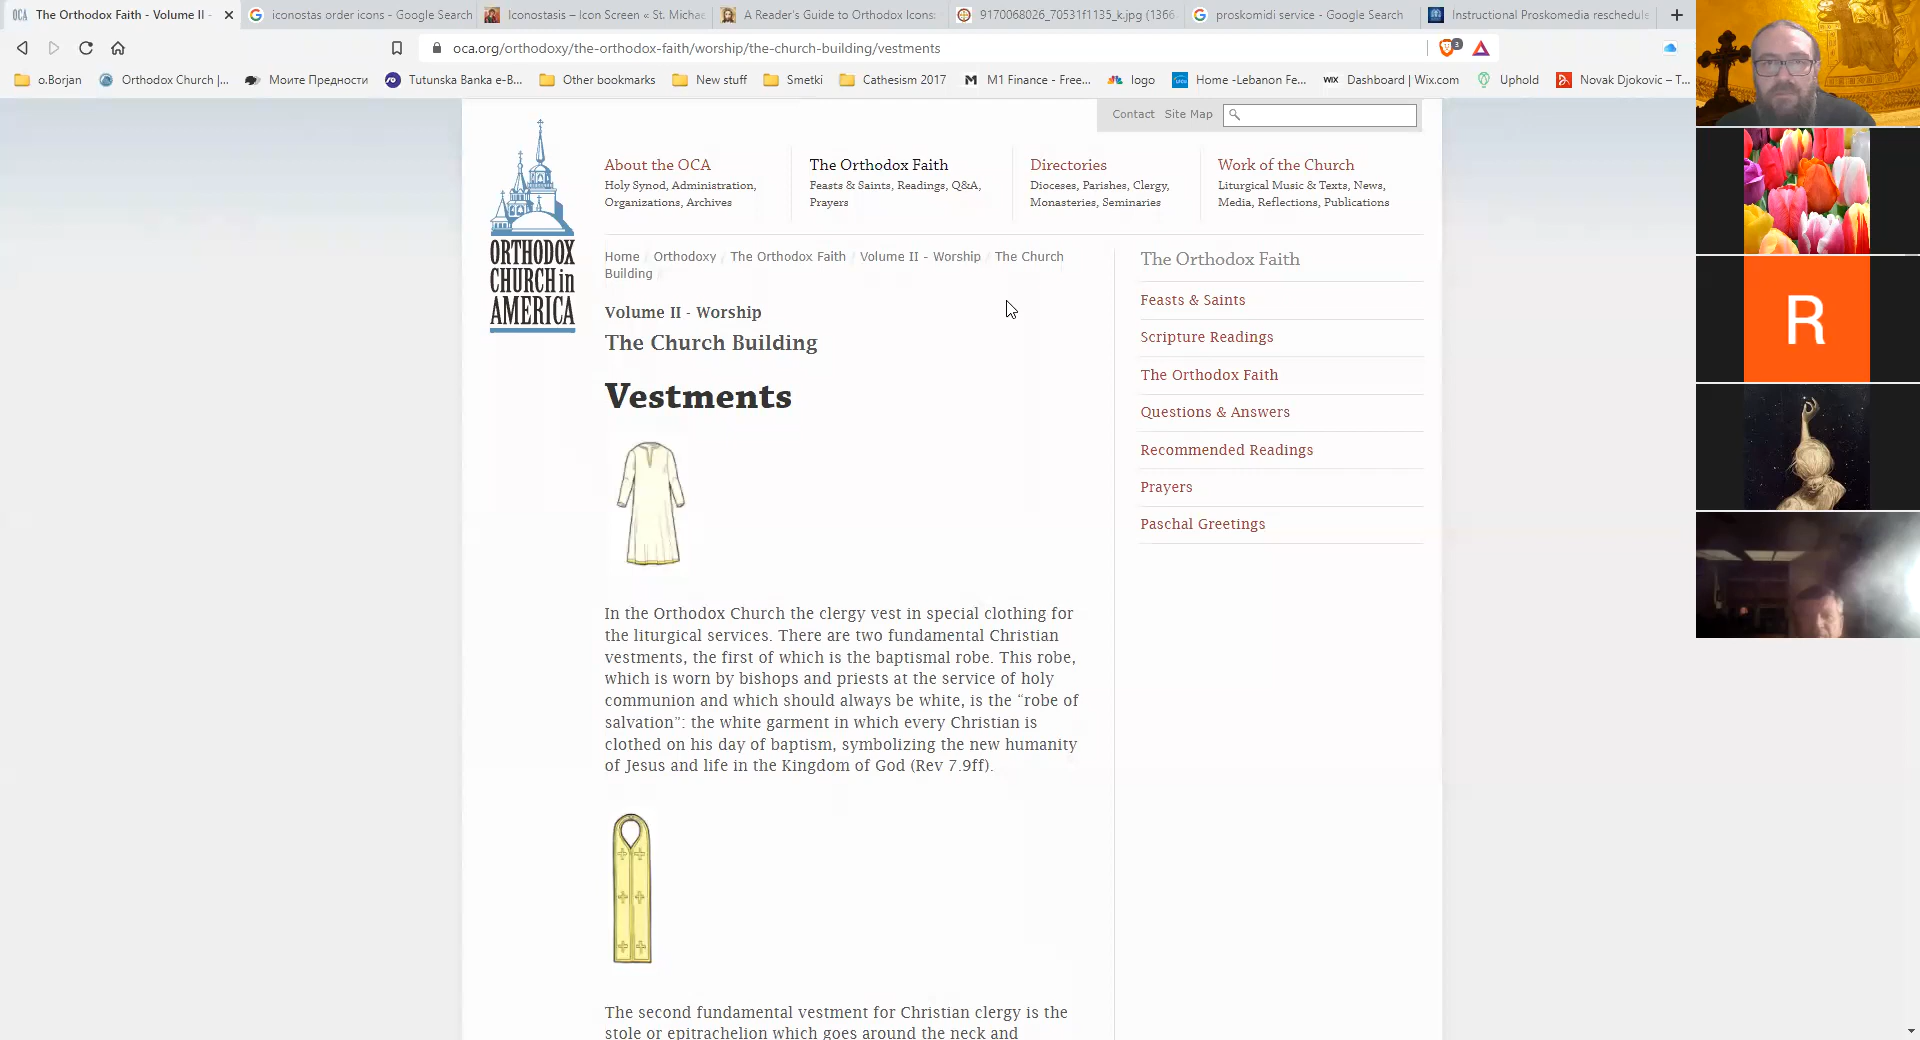 The Orthodox Faith - Volume II -
iconostas order icons - Google Search
Iconostasis – Icon Screen « St. Michae
A Reader's Guide to Orthodox Icons:
9170068026_70531f1135_k.jpg (1366
proskomidi service - Google Search
Instructional Proskomedia reschedule
oca.org/orthodoxy/the-orthodox-faith/worship/the-church-building/vestments
3
o.Borjan
Orthodox Church |...
Моите Предности
Tutunska Banka e-B...
Other bookmarks
New stuff
Smetki
Cathesism 2017
M1 Finance - Free...
logo
Home -Lebanon Fe...
WIX
Dashboard | Wix.com
Uphold
Novak Djokovic – T...
Contact Site Map
ORTHODOX
CHURCH in
AMERICA
About the OCA
Holy Synod, Administration,
Organizations, Archives
The Orthodox Faith
Feasts & Saints, Readings, Q&A,
Prayers
Directories
Dioceses, Parishes, Clergy,
Monasteries, Seminaries
Work of the Church
Liturgical Music & Texts, News,
Media, Reflections, Publications
Home / Orthodoxy / The Orthodox Faith / Volume II - Worship / The Church
Building /
Volume II - Worship
The Church Building
Vestments
In the Orthodox Church the clergy vest in special clothing for
the liturgical services. There are two fundamental Christian
vestments, the first of which is the baptismal robe. This robe,
which is worn by bishops and priests at the service of holy
communion and which should always be white, is the “robe of
salvation”: the white garment in which every Christian is
clothed on his day of baptism, symbolizing the new humanity
of Jesus and life in the Kingdom of God (Rev 7.9ff).
The second fundamental vestment for Christian clergy is the
stole or epitrachelion which goes around the neck and
The Orthodox Faith
Feasts & Saints
Scripture Readings
The Orthodox Faith
Questions & Answers
Recommended Readings
Prayers
Paschal Greetings
R